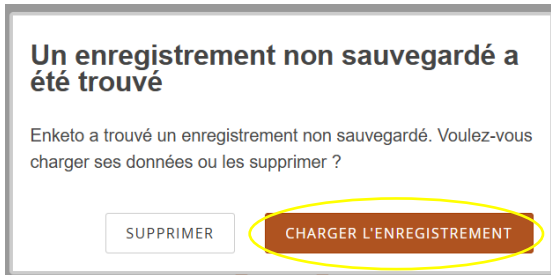 Un enregistrement non sauvegardé a
été trouvé
Enketo a trouvé un enregistrement non sauvegardé. Voulez-vous
charger ses données ou les supprimer ?
SUPPRIMER
CHARGER L'ENREGISTREMENT